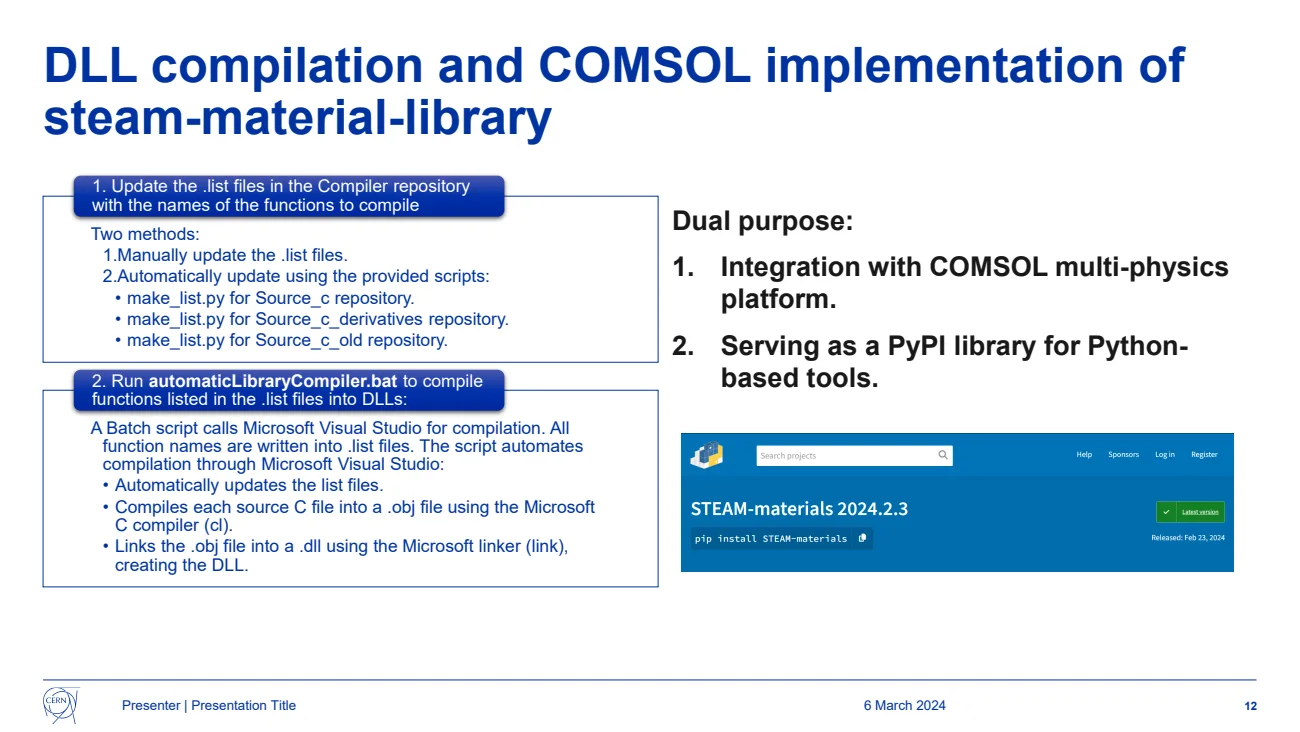 DLL compilation and COMSOL implementation of
steam-material-library
1. Update the .list files in the Compiler repository
with the names of the functions to compile
Two methods:
1.Manually update the .list files.
2.Automatically update using the provided scripts:
• make_list.py for Source_c repository.
• make_list.py for Source_c_derivatives repository.
• make_list.py for Source_c_old repository.
2. Run automaticLibraryCompiler.bat to compile
functions listed in the .list files into DLLs:
A Batch script calls Microsoft Visual Studio for compilation. All
function names are written into .list files. The script automates
compilation through Microsoft Visual Studio:
• Automatically updates the list files.
• Compiles each source C file into a .obj file using the Microsoft
C compiler (cl).
• Links the .obj file into a .dll using the Microsoft linker (link),
creating the DLL.
Dual purpose:
1. Integration with COMSOL multi-physics
platform.
2. Serving as a PyPI library for Python-
based tools.
Search projects
Help Sponsors Log in Register
STEAM-materials 2024.2.3
Latest version
pip install STEAM-materials
Released: Feb 23, 2024
CERN
Presenter | Presentation Title
6 March 2024
12